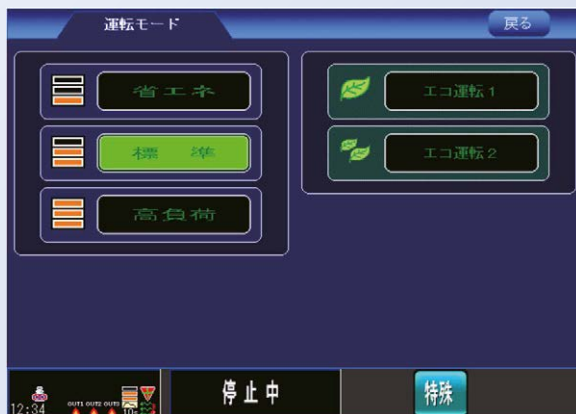 運転モード
戻る
省エネ
標準
高負荷
エコ運転1
エコ運転2
12:34
OUT1 OUT2 OUT3
10s
停止中
特殊